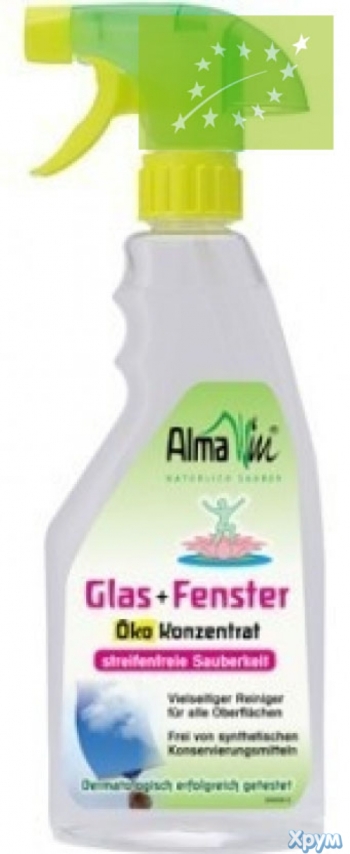 AlmaWin®
NATÜRLICH SAUBER
Glas + Fenster
Öko Konzentrat
streifenfreie Sauberkeit
Vielseitiger Reiniger
für alle Oberflächen
Frei von synthetischen
Konservierungsmitteln
Dermatologisch erfolgreich getestet
Хрум